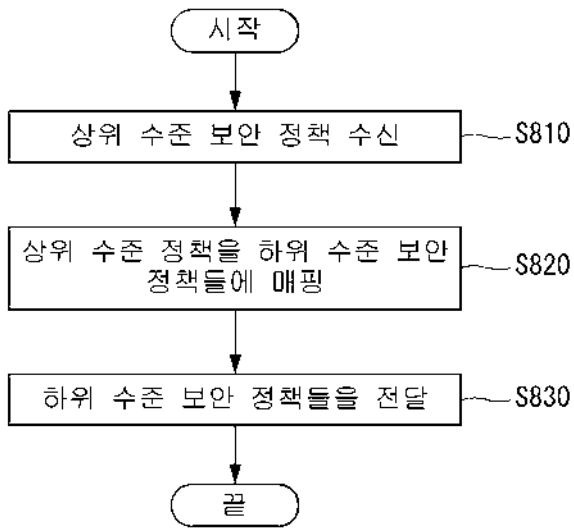 시작
상위 수준 보안 정책 수신
S810
상위 수준 정책을 하위 수준 보안
정책들에 매핑
S820
하위 수준 보안 정책들을 전달
S830
끝